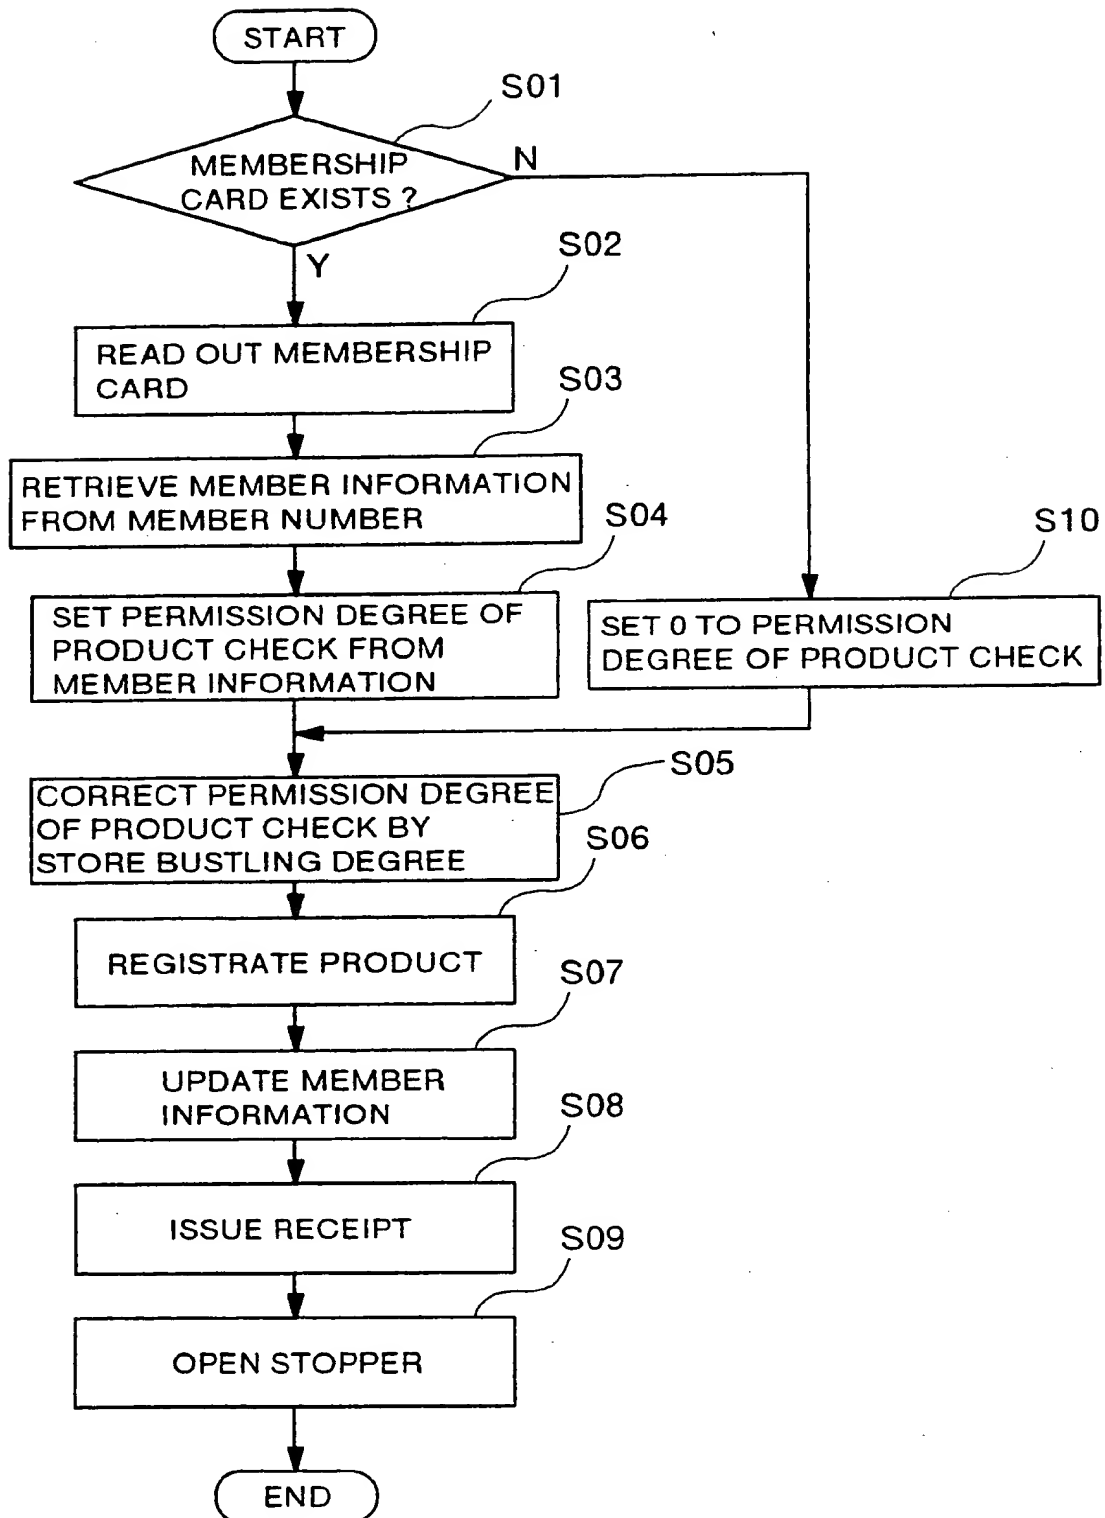 START
S01
MEMBERSHIP
CARD EXISTS ?
N
Y
S02
READ OUT MEMBERSHIP
CARD
S03
RETRIEVE MEMBER INFORMATION
FROM MEMBER NUMBER
S04
SET PERMISSION DEGREE OF
PRODUCT CHECK FROM
MEMBER INFORMATION
S10
SET 0 TO PERMISSION
DEGREE OF PRODUCT CHECK
S05
CORRECT PERMISSION DEGREE
OF PRODUCT CHECK BY
STORE BUSTLING DEGREE
S06
REGISTRATE PRODUCT
S07
UPDATE MEMBER
INFORMATION
S08
ISSUE RECEIPT
S09
OPEN STOPPER
END